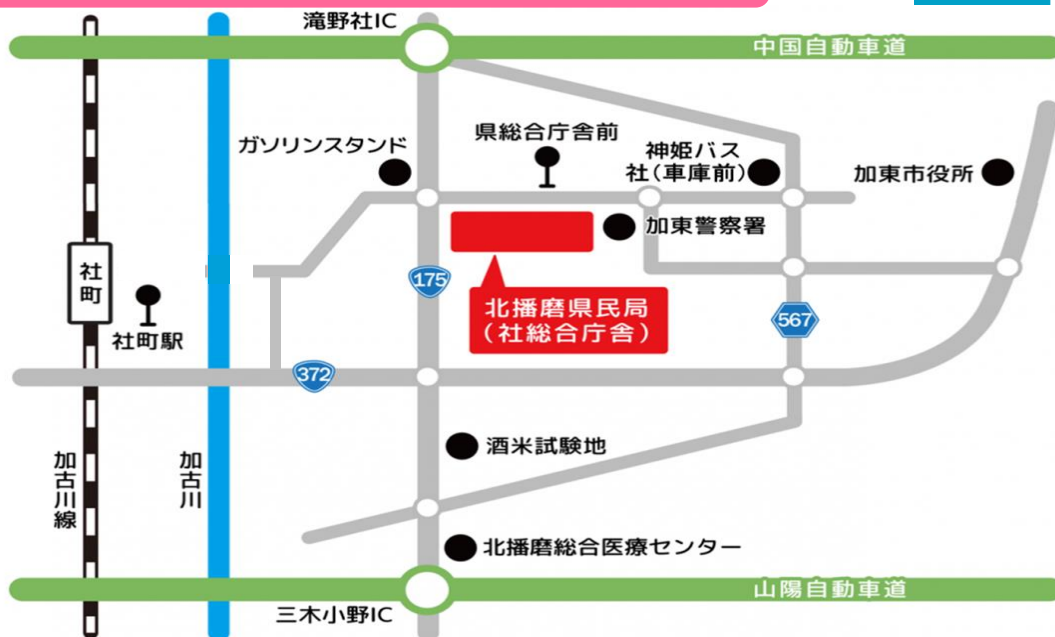 滝野社IC
中国自動車道
ガソリンスタンド
県総合庁舎前
神姫バス
社(車庫前)
加東市役所
加東警察署
社町
社町駅
175
北播磨県民局
(社総合庁舎)
567
372
加古川線
加古川
酒米試験地
北播磨総合医療センター
山陽自動車道
三木小野IC